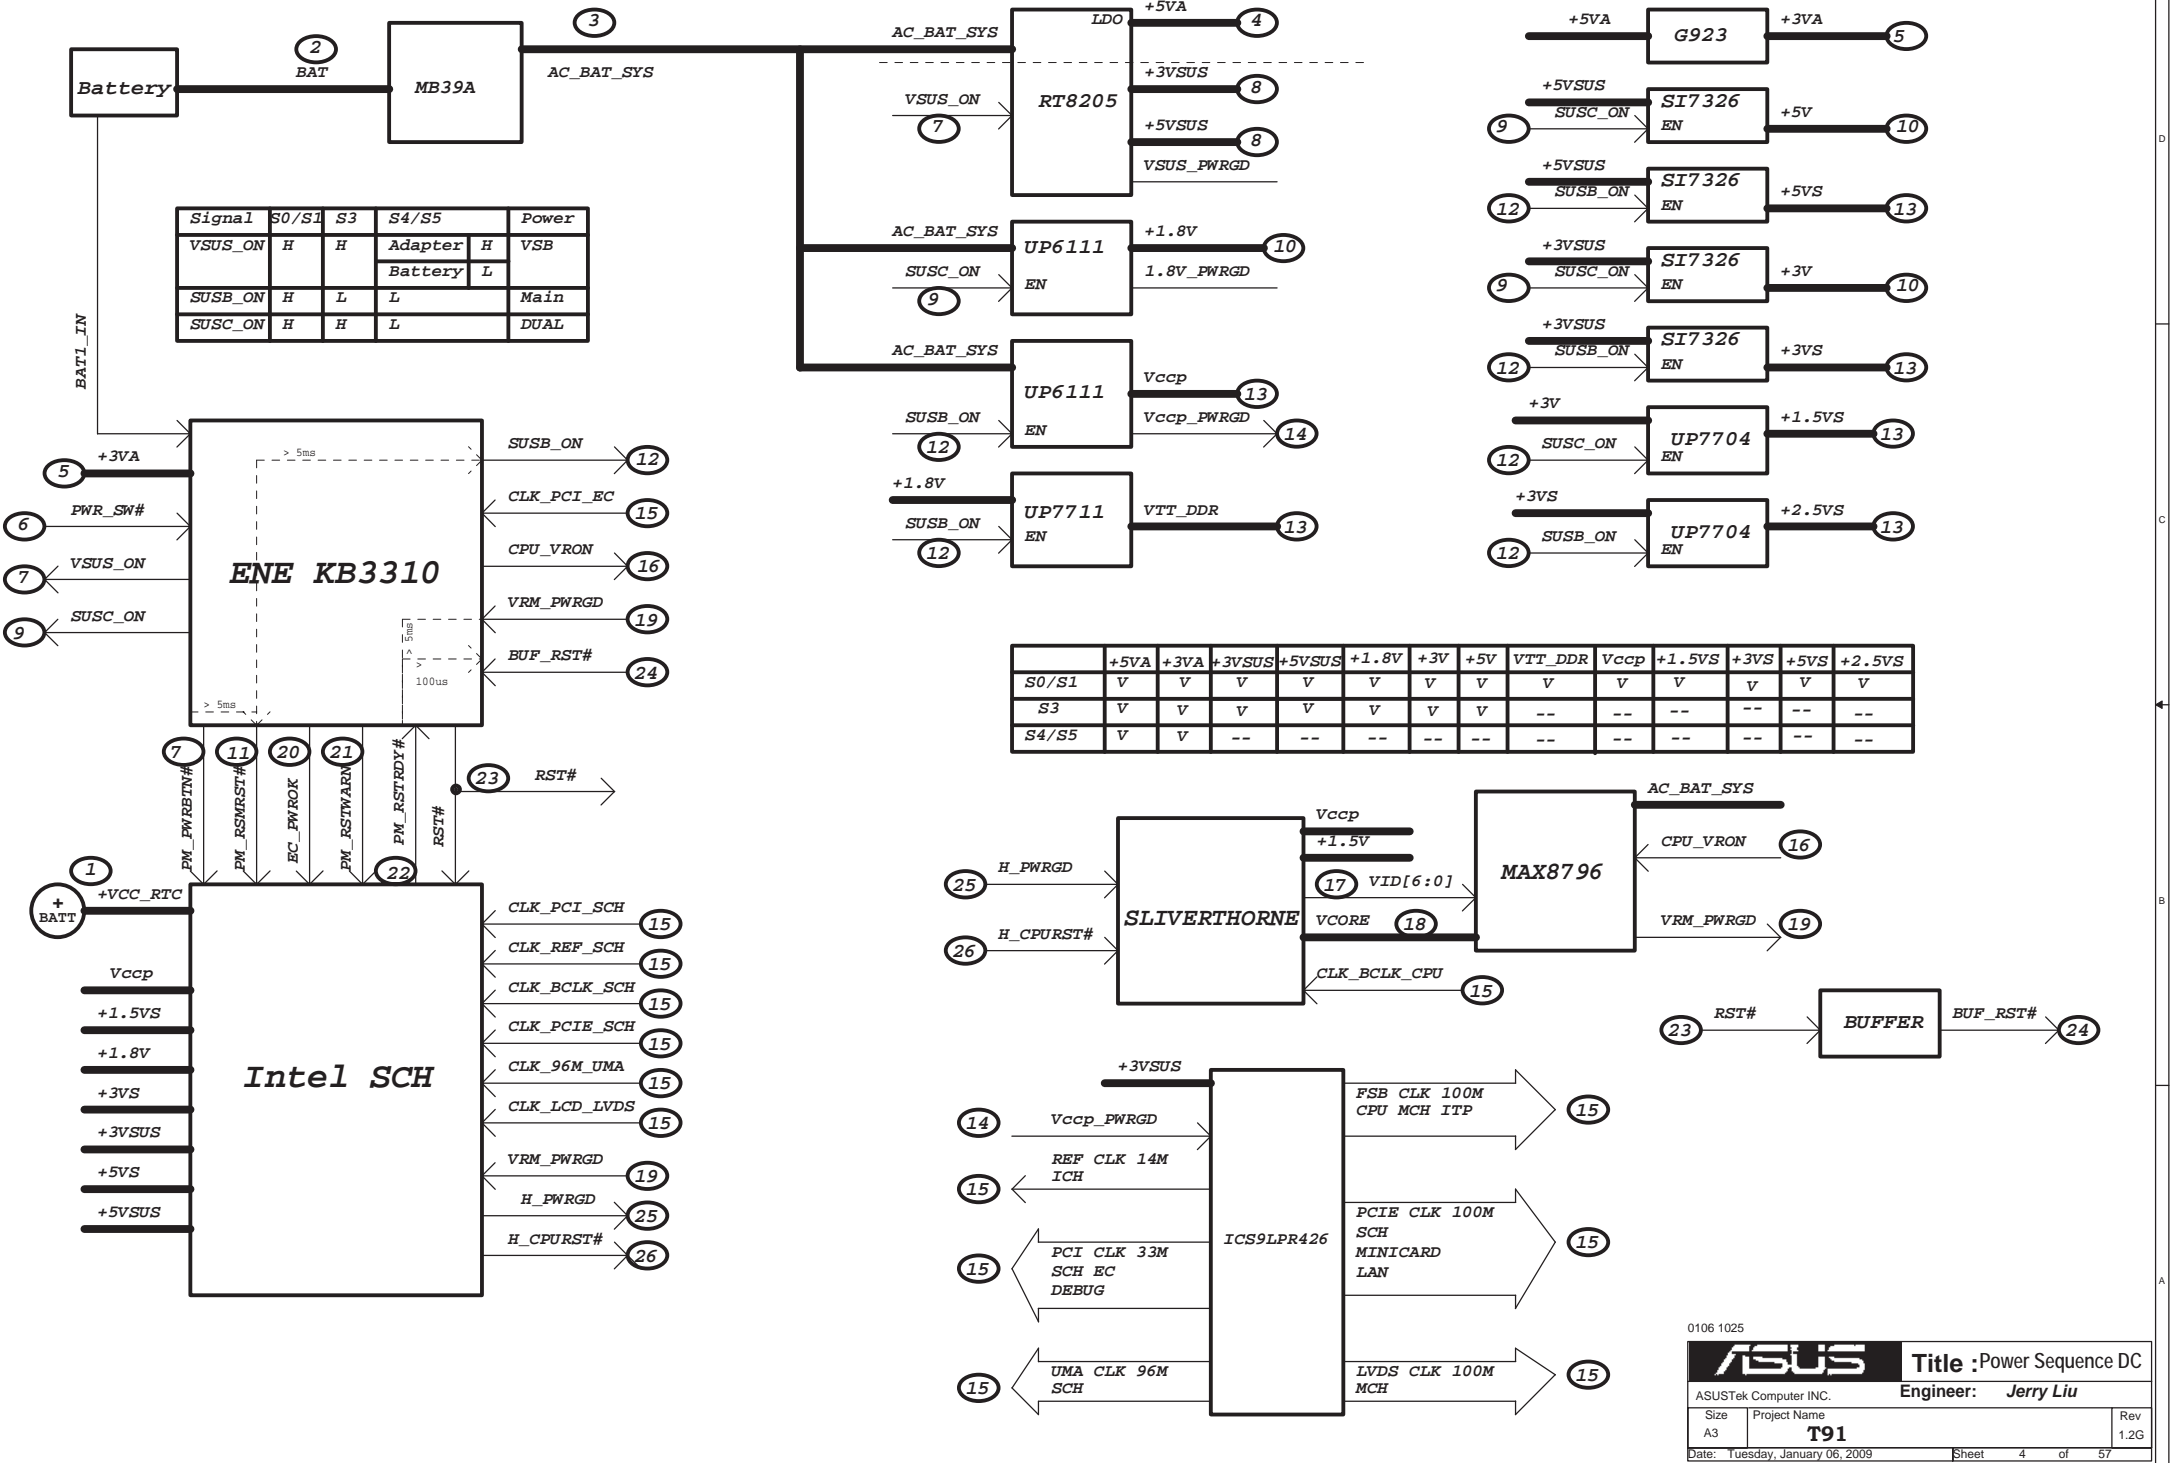 Battery
2
BAT
MB39A
3
AC_BAT_SYS
BAT1_IN
Signal S0/S1 S3 S4/S5 Power
VSUS_ON H H Adapter H VSB
Battery L
SUSB_ON H L L Main
SUSC_ON H H L DUAL
AC_BAT_SYS
LDO
+5VA
4
VSUS_ON
7
RT8205
+3VSUS
8
+5VSUS
8
VSUS_PWRGD
AC_BAT_SYS
UP6111
+1.8V
10
SUSC_ON
9
EN
1.8V_PWRGD
AC_BAT_SYS
UP6111
Vccp
13
SUSB_ON
12
EN
Vccp_PWRGD
14
+1.8V
UP7711
SUSB_ON
12
EN
VTT_DDR
13
+5VA
G923
+3VA
5
+5VSUS
SI7326
9
SUSC_ON
EN
+5V
10
+5VSUS
SI7326
12
SUSB_ON
EN
+5VS
13
+3VSUS
SI7326
9
SUSC_ON
EN
+3V
10
+3VSUS
SI7326
12
SUSB_ON
EN
+3VS
13
+3V
UP7704
12
SUSC_ON
EN
+1.5VS
13
+3VS
UP7704
12
SUSB_ON
EN
+2.5VS
13
5
+3VA
6
PWR_SW#
7
VSUS_ON
9
SUSC_ON
ENE KB3310
> 5ms
> 5ms
> 5ms
>
100us
SUSB_ON
12
CLK_PCI_EC
15
CPU_VRON
16
VRM_PWRGD
19
BUF_RST#
24
7
PM_PWRBTN#
11
PM_RSMRST#
20
EC_PWROK
21
PM_RSTWARN
22
PM_RSTRDY#
RST#
23
RST#
1
+
BATT
+VCC_RTC
Vccp
+1.5VS
+1.8V
+3VS
+3VSUS
+5VS
+5VSUS
Intel SCH
CLK_PCI_SCH
15
CLK_REF_SCH
15
CLK_BCLK_SCH
15
CLK_PCIE_SCH
15
CLK_96M_UMA
15
CLK_LCD_LVDS
15
VRM_PWRGD
19
H_PWRGD
25
H_CPURST#
26
+5VA +3VA +3VSUS +5VSUS +1.8V +3V +5V VTT_DDR Vccp +1.5VS +3VS +5VS +2.5VS
S0/S1 V V V V V V V V V V V V V
S3 V V V V V V V -- -- -- -- -- --
S4/S5 V V -- -- -- -- -- -- -- -- -- -- --
25
H_PWRGD
26
H_CPURST#
SLIVERTHORNE
Vccp
+1.5V
17
VID[6:0]
VCORE
18
CLK_BCLK_CPU
15
MAX8796
AC_BAT_SYS
CPU_VRON
16
VRM_PWRGD
19
23
RST#
BUFFER
BUF_RST#
24
+3VSUS
14
Vccp_PWRGD
15
REF CLK 14M
ICH
15
PCI CLK 33M
SCH EC
DEBUG
15
UMA CLK 96M
SCH
ICS9LPR426
FSB CLK 100M
CPU MCH ITP
15
PCIE CLK 100M
SCH
MINICARD
LAN
15
LVDS CLK 100M
MCH
15
D
C
B
A
0106 1025
ASUS
Title : Power Sequence DC
ASUSTek Computer INC.
Engineer: Jerry Liu
Size
A3
Project Name
T91
Rev
1.2G
Date: Tuesday, January 06, 2009
Sheet 4 of 57